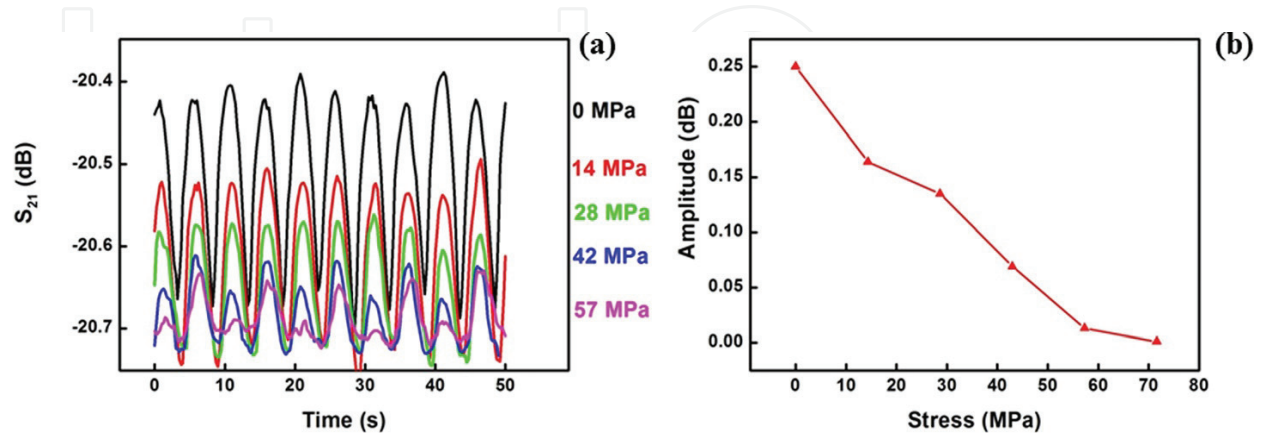 (a)
-20.4
-20.5
-20.6
-20.7
S21 (dB)
0 10 20 30 40 50
Time (s)
0 MPa
14 MPa
28 MPa
42 MPa
57 MPa
(b)
0.25
0.20
0.15
0.10
0.05
0.00
Amplitude (dB)
0 10 20 30 40 50 60 70 80
Stress (MPa)